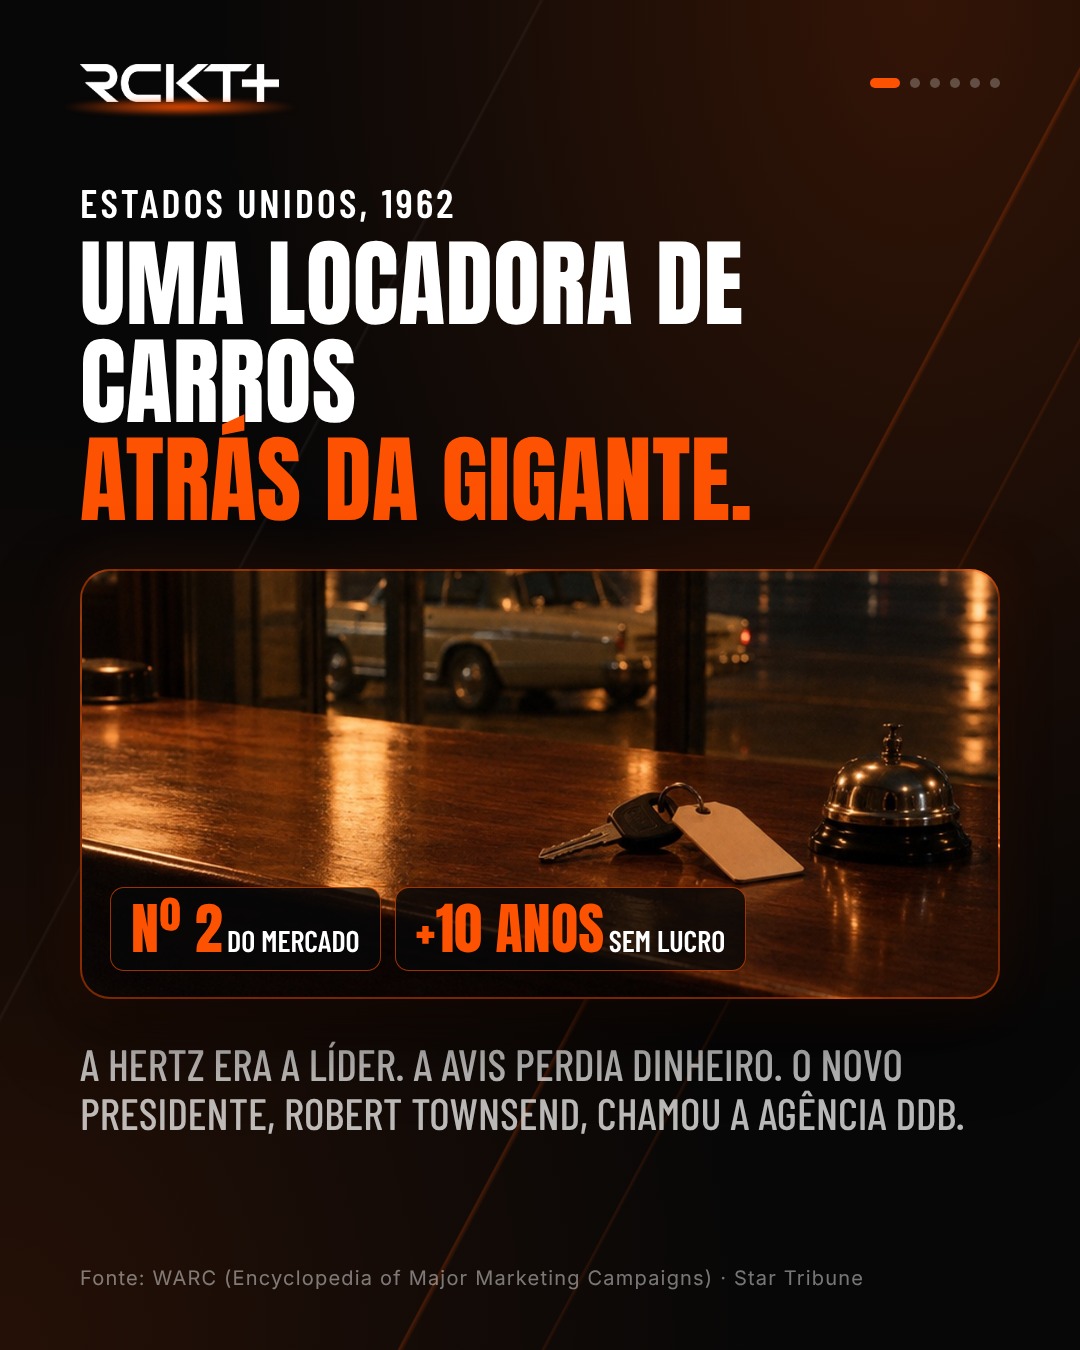 RCKT+
ESTADOS UNIDOS, 1962
UMA LOCADORA DE
CARROS
ATRÁS DA GIGANTE.
Nº 2 DO MERCADO
+10 ANOS SEM LUCRO
A HERTZ ERA A LÍDER. A AVIS PERDIA DINHEIRO. O NOVO
PRESIDENTE, ROBERT TOWNSEND, CHAMOU A AGÊNCIA DDB.
Fonte: WARC (Encyclopedia of Major Marketing Campaigns) · Star Tribune